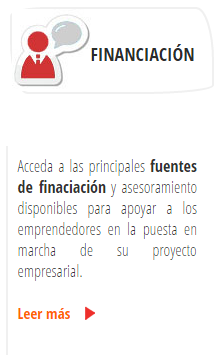 FINANCIACIÓN
Acceda a las principales fuentes
de finaciación y asesoramiento
disponibles para apoyar a los
emprendedores en la puesta en
marcha de su proyecto
empresarial.
Leer más